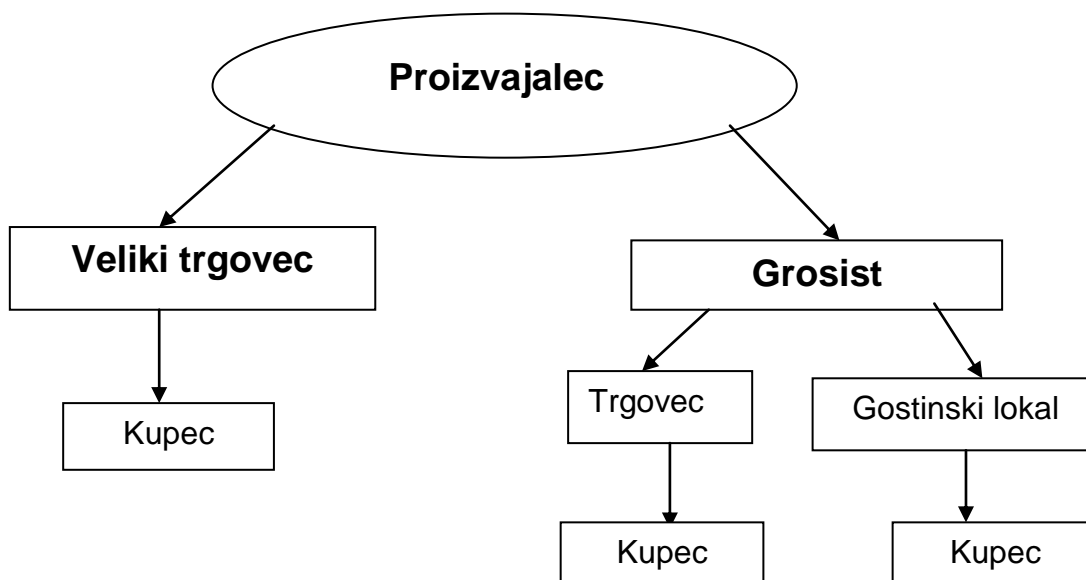 Proizvajalec
Veliki trgovec
Grosist
Trgovec
Gostinski lokal
Kupec
Kupec
Kupec